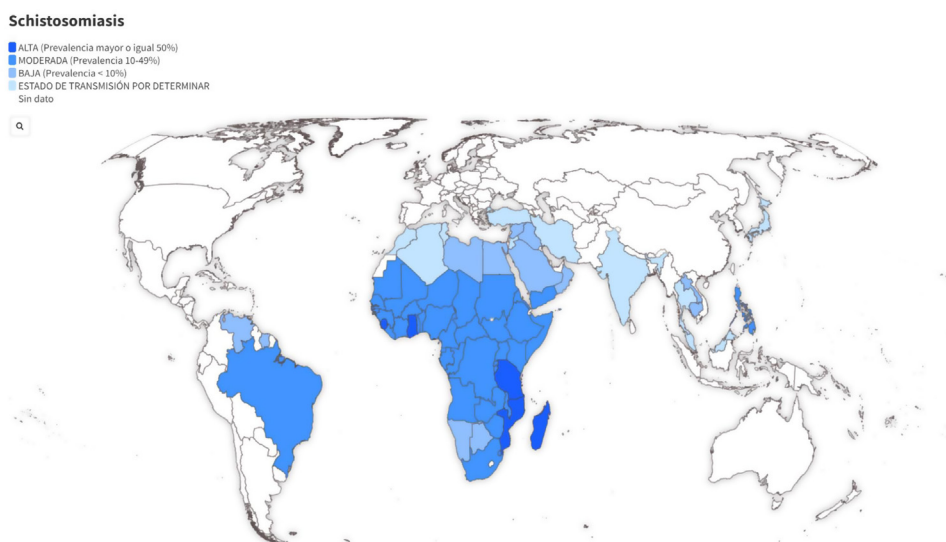 Schistosomiasis
ALTA (Prevalencia mayor o igual 50%)
MODERADA (Prevalencia 10-49%)
BAJA (Prevalencia < 10%)
ESTADO DE TRANSMISIÓN POR DETERMINAR
Sin dato